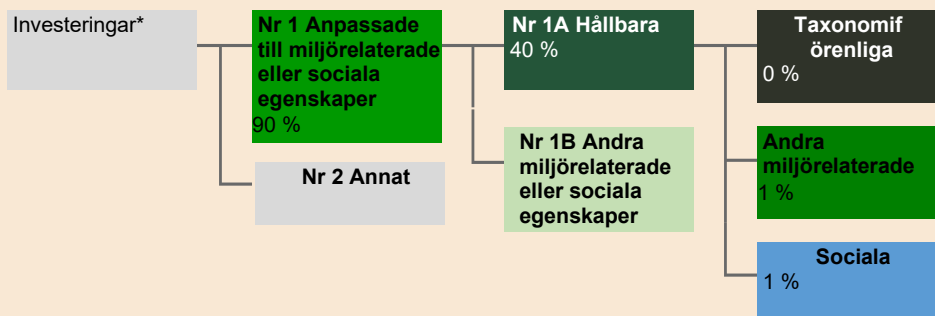 Investeringar*
Nr 1 Anpassade
till miljörelaterade
eller sociala
egenskaper
90 %
Nr 2 Annat
Nr 1A Hållbara
40 %
Nr 1B Andra
miljörelaterade
eller sociala
egenskaper
Taxonomif
örenliga
0 %
Andra
miljörelaterade
1 %
Sociala
1 %